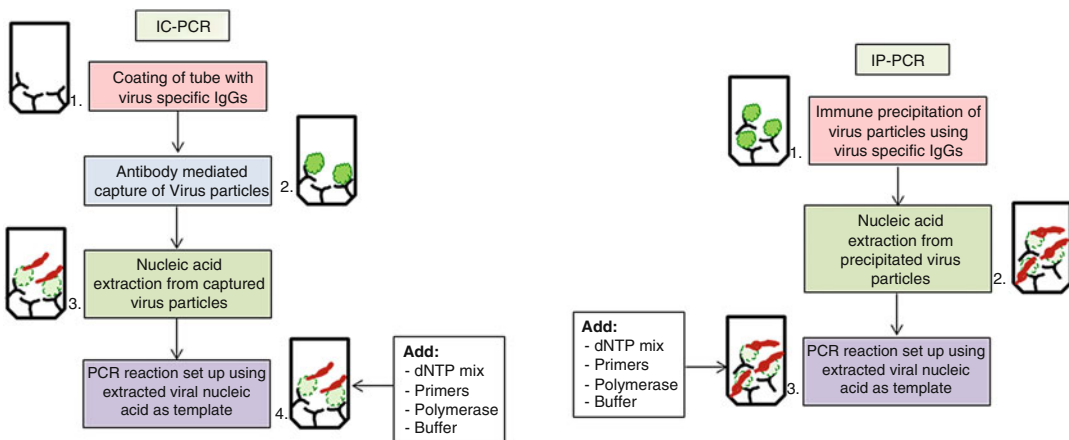 IC-PCR
1.
Coating of tube with
virus specific IgGs
Antibody mediated
capture of Virus particles
2.
Nucleic acid
extraction from captured
virus particles
3.
PCR reaction set up using
extracted viral nucleic
acid as template
4.
Add:
- dNTP mix
- Primers
- Polymerase
- Buffer
IP-PCR
Immune precipitation of
virus particles using
virus specific IgGs
1.
Nucleic acid
extraction from
precipitated virus
particles
2.
Add:
- dNTP mix
- Primers
- Polymerase
- Buffer
3.
PCR reaction set up using
extracted viral nucleic
acid as template